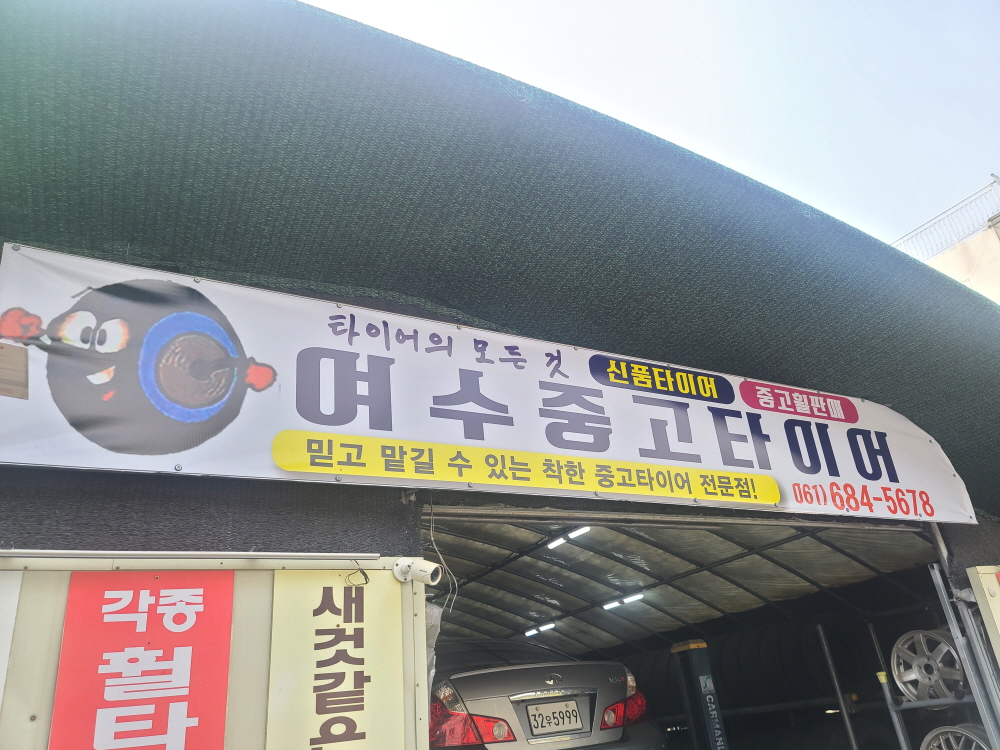 타이어의 모든 것
신품타이어
중고휠판매
여수중고타이어
믿고 맡길 수 있는 착한 중고타이어 전문점!
061) 684-5678
각종
휠
새것같은
32우5999
CARMAN